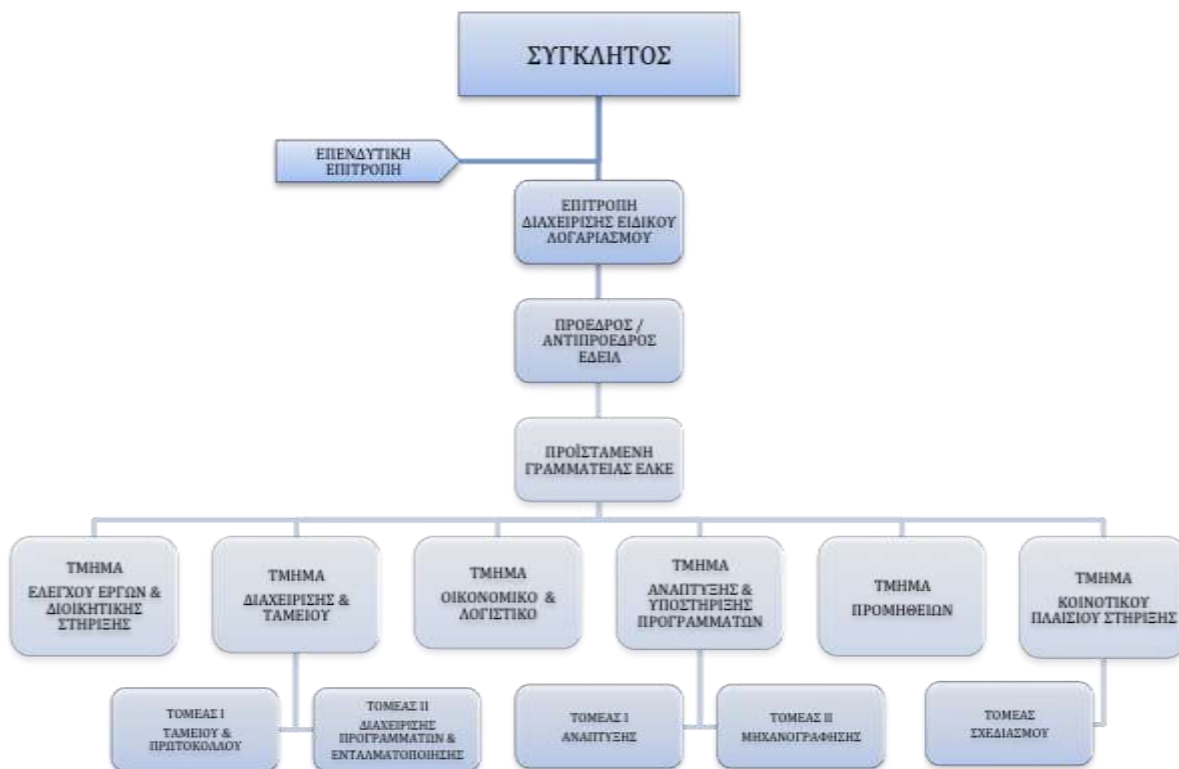 ΣΥΓΚΛΗΤΟΣ
ΕΠΕΝΔΥΤΙΚΗ
ΕΠΙΤΡΟΠΗ
ΕΠΙΤΡΟΠΗ
ΔΙΑΧΕΙΡΙΣΗΣ ΕΙΔΙΚΟΥ
ΛΟΓΑΡΙΑΣΜΟΥ
ΠΡΟΕΔΡΟΣ /
ΑΝΤΙΠΡΟΕΔΡΟΣ
ΕΔΕΙΛ
ΠΡΟΪΣΤΑΜΕΝΗ
ΓΡΑΜΜΑΤΕΙΑΣ ΕΛΚΕ
ΤΜΗΜΑ
ΕΛΕΓΧΟΥ ΕΡΓΩΝ &
ΔΙΟΙΚΗΤΙΚΗΣ
ΣΤΗΡΙΞΗΣ
ΤΜΗΜΑ
ΔΙΑΧΕΙΡΙΣΗΣ &
ΤΑΜΕΙΟΥ
ΤΜΗΜΑ
ΟΙΚΟΝΟΜΙΚΟ &
ΛΟΓΙΣΤΙΚΟ
ΤΜΗΜΑ
ΑΝΑΠΤΥΞΗΣ &
ΥΠΟΣΤΗΡΙΞΗΣ
ΠΡΟΓΡΑΜΜΑΤΩΝ
ΤΜΗΜΑ
ΠΡΟΜΗΘΕΙΩΝ
ΤΜΗΜΑ
ΚΟΙΝΟΤΙΚΟΥ
ΠΛΑΙΣΙΟΥ ΣΤΗΡΙΞΗΣ
ΤΟΜΕΑΣ Ι
ΤΑΜΕΙΟΥ &
ΠΡΩΤΟΚΟΛΛΟΥ
ΤΟΜΕΑΣ ΙΙ
ΔΙΑΧΕΙΡΙΣΗΣ
ΠΡΟΓΡΑΜΜΑΤΩΝ &
ΕΝΤΑΛΜΑΤΟΠΟΙΗΣΗΣ
ΤΟΜΕΑΣ Ι
ΑΝΑΠΤΥΞΗΣ
ΤΟΜΕΑΣ ΙΙ
ΜΗΧΑΝΟΓΡΑΦΗΣΗΣ
ΤΟΜΕΑΣ
ΣΧΕΔΙΑΣΜΟΥ